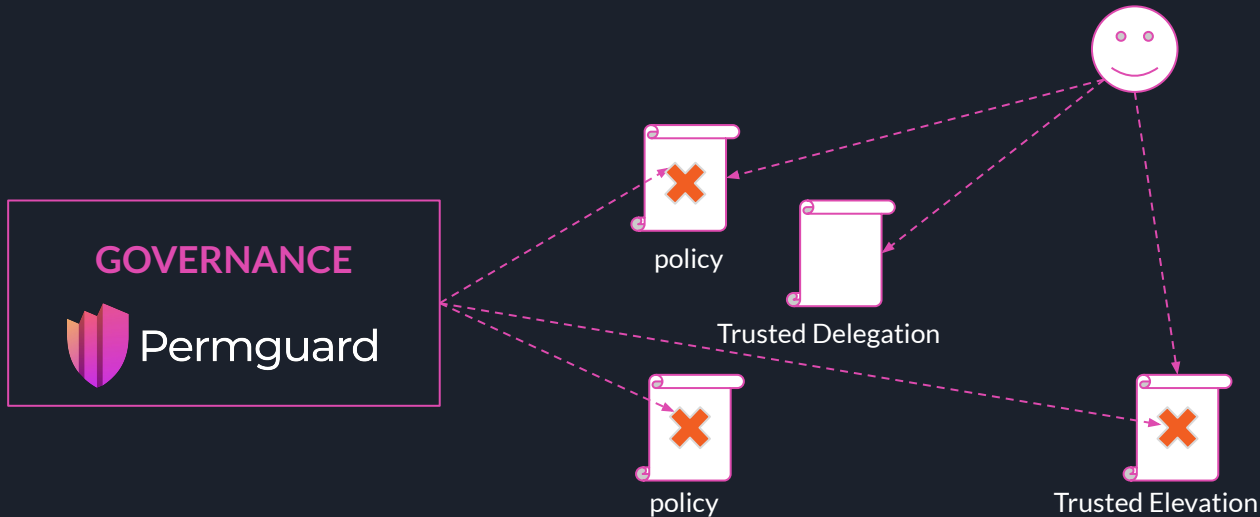 GOVERNANCE
Permguard
policy
Trusted Delegation
policy
Trusted Elevation